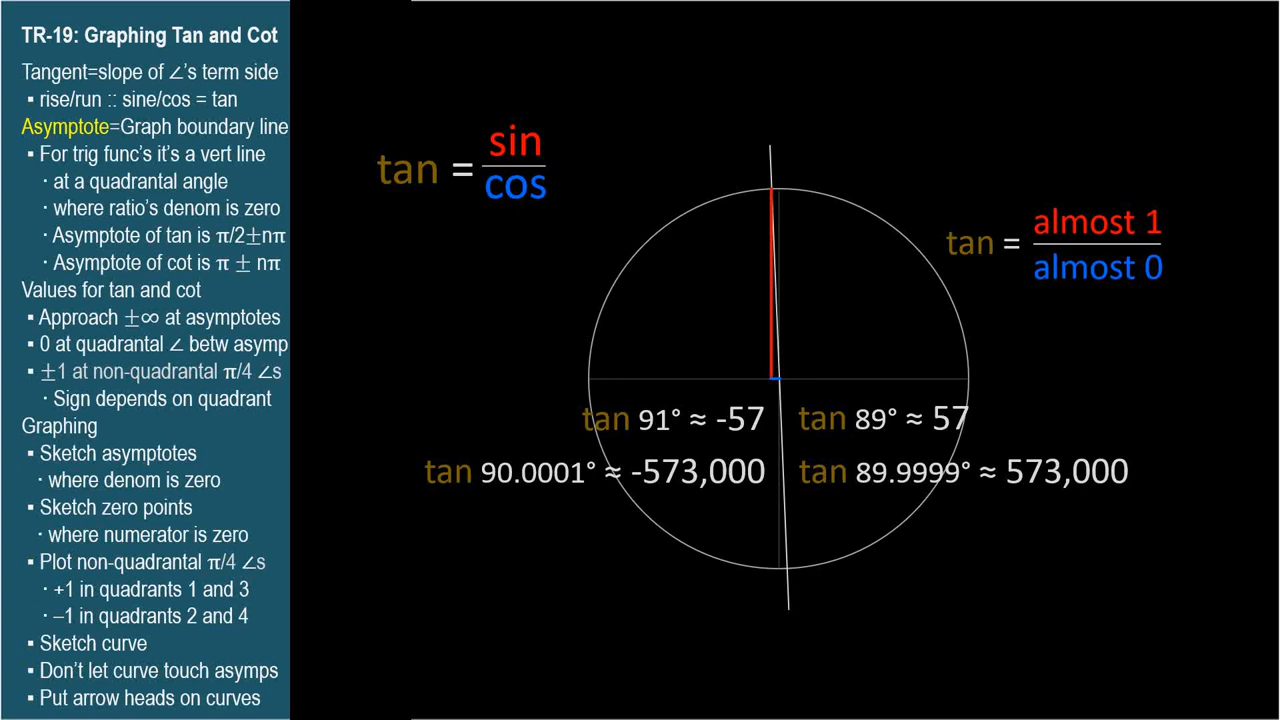 TR-19: Graphing Tan and Cot
Tangent=slope of ∠'s term side
▪ rise/run :: sine/cos = tan
Asymptote=Graph boundary line
▪ For trig func's it's a vert line
· at a quadrantal angle
· where ratio's denom is zero
· Asymptote of tan is π/2±nπ
· Asymptote of cot is π ± nπ
Values for tan and cot
▪ Approach ±∞ at asymptotes
▪ 0 at quadrantal ∠ betw asymp
▪ ±1 at non-quadrantal π/4 ∠s
· Sign depends on quadrant
Graphing
▪ Sketch asymptotes
· where denom is zero
▪ Sketch zero points
· where numerator is zero
▪ Plot non-quadrantal π/4 ∠s
· +1 in quadrants 1 and 3
· –1 in quadrants 2 and 4
▪ Sketch curve
▪ Don't let curve touch asymps
▪ Put arrow heads on curves
tan = sin/cos
tan = almost 1/almost 0
tan 91° ≈ -57
tan 89° ≈ 57
tan 90.0001° ≈ -573,000
tan 89.9999° ≈ 573,000